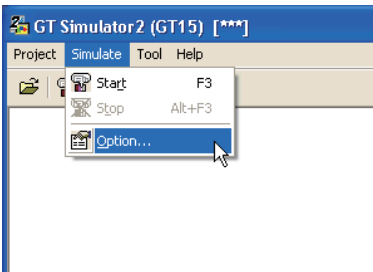 GT Simulator2 (GT15) [***]
Project Simulate Tool Help
Start F3
Stop Alt+F3
Option...